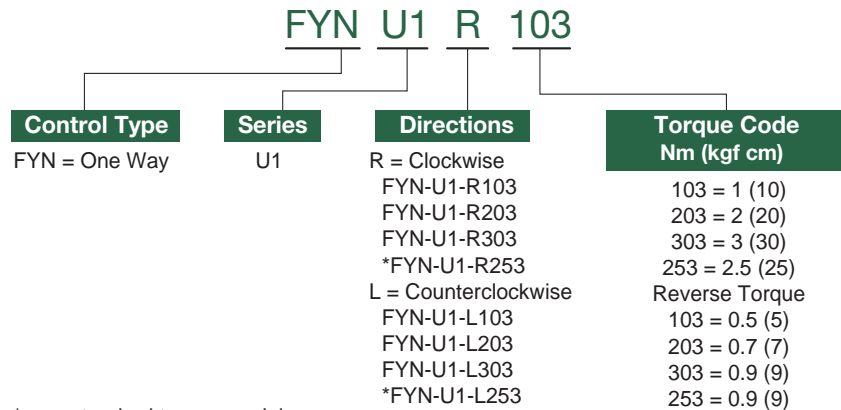 FYN U1 R 103
Control Type
FYN = One Way
Series
U1
Directions
R = Clockwise
FYN-U1-R103
FYN-U1-R203
FYN-U1-R303
*FYN-U1-R253
L = Counterclockwise
FYN-U1-L103
FYN-U1-L203
FYN-U1-L303
*FYN-U1-L253
Torque Code
Nm (kgf cm)
103 = 1 (10)
203 = 2 (20)
303 = 3 (30)
253 = 2.5 (25)
Reverse Torque
103 = 0.5 (5)
203 = 0.7 (7)
303 = 0.9 (9)
253 = 0.9 (9)